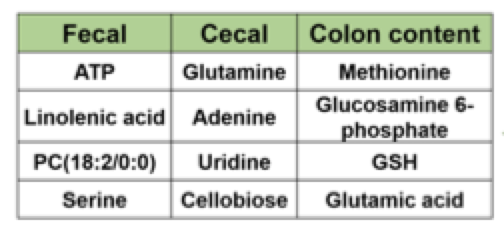 Fecal Cecal Colon content
ATP Glutamine Methionine
Linolenic acid Adenine Glucosamine 6-
phosphate
PC(18:2/0:0) Uridine GSH
Serine Cellobiose Glutamic acid